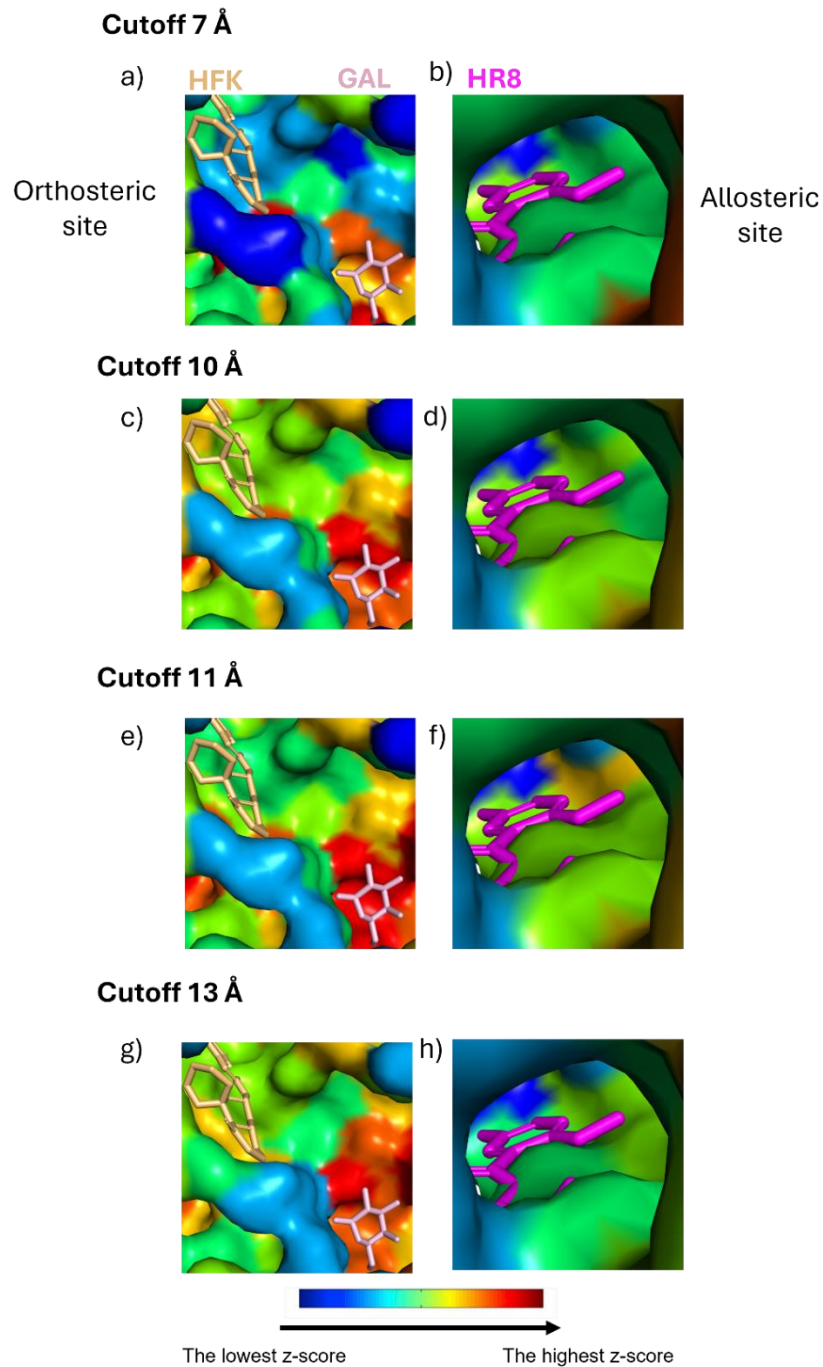 Cutoff 7 Å
a) HFK GAL b) HR8
Orthosteric
site
Allosteric
site
Cutoff 10 Å
c) d)
Cutoff 11 Å
e) f)
Cutoff 13 Å
g) h)
The lowest z-score The highest z-score